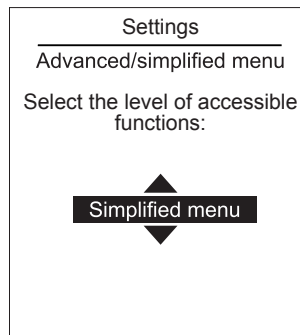 Settings
Advanced/simplified menu
Select the level of accessible
functions:
Simplified menu